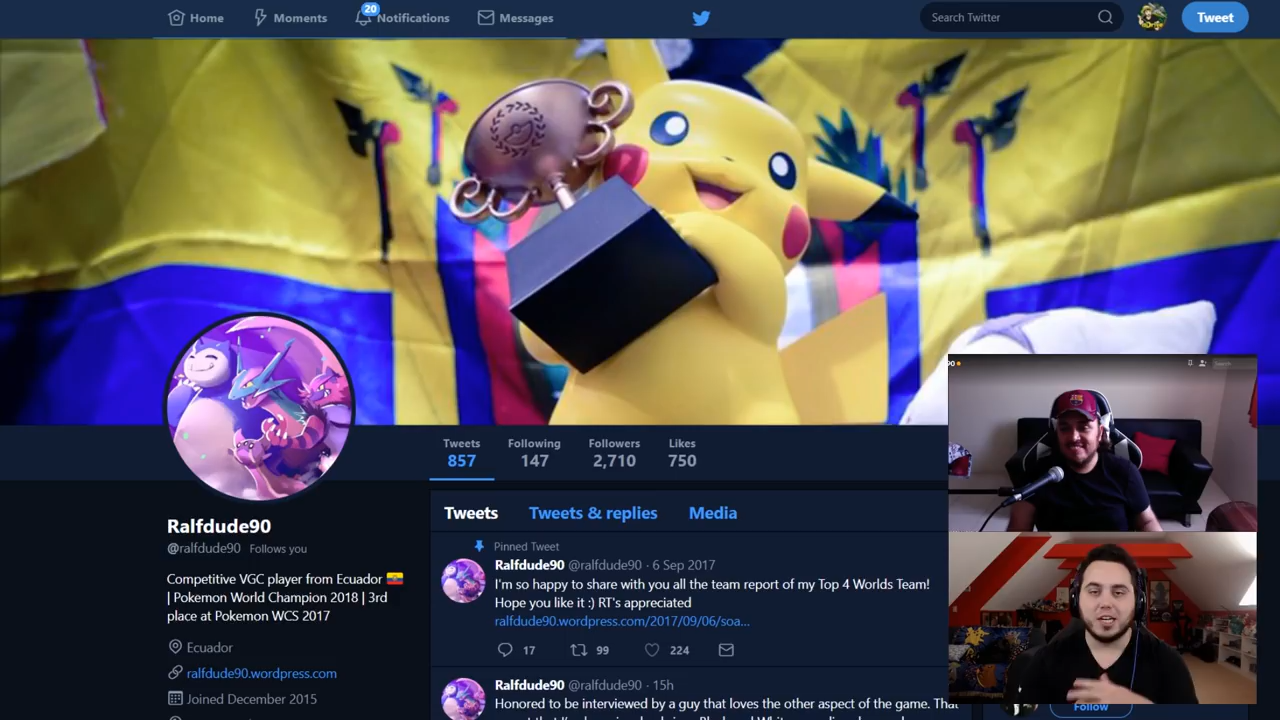 Home
Moments
20
Notifications
Messages
Search Twitter
Tweet
Tweets
857
Following
147
Followers
2,710
Likes
750
Ralfdude90
@ralfdude90 Follows you
Competitive VGC player from Ecuador 🇪🇨
| Pokemon World Champion 2018 | 3rd
place at Pokemon WCS 2017
Ecuador
ralfdude90.wordpress.com
Joined December 2015
Tweets Tweets & replies Media
Pinned Tweet
Ralfdude90 @ralfdude90 · 6 Sep 2017
I'm so happy to share with you all the team report of my Top 4 Worlds Team!
Hope you like it :) RT's appreciated
ralfdude90.wordpress.com/2017/09/06/soa...
17 99 224
Ralfdude90 @ralfdude90 · 15h
Honored to be interviewed by a guy that loves the other aspect of the game. That
Follow